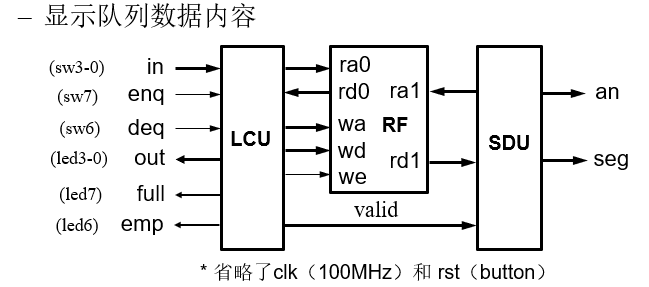 – 显示队列数据内容
(sw3-0) in ra0
(sw7) enq rd0 ra1 an
(sw6) deq wa RF
LCU SDU
(led3-0) out wd rd1 seg
(led7) full we
valid
(led6) emp
* 省略了clk（100MHz）和 rst（button）